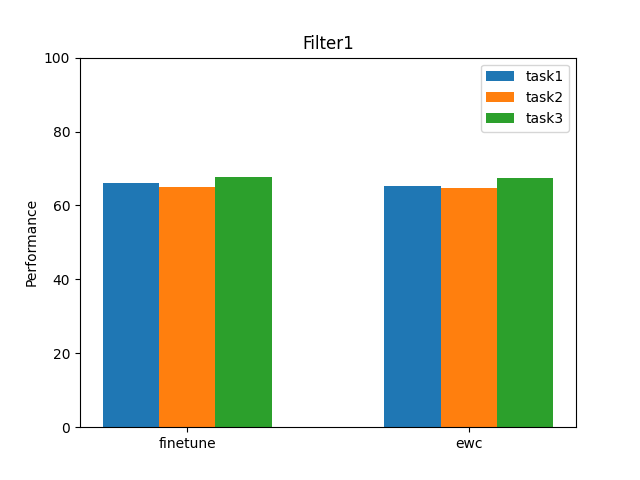 Filter1
Performance
100
80
60
40
20
0
task1
task2
task3
finetune
ewc